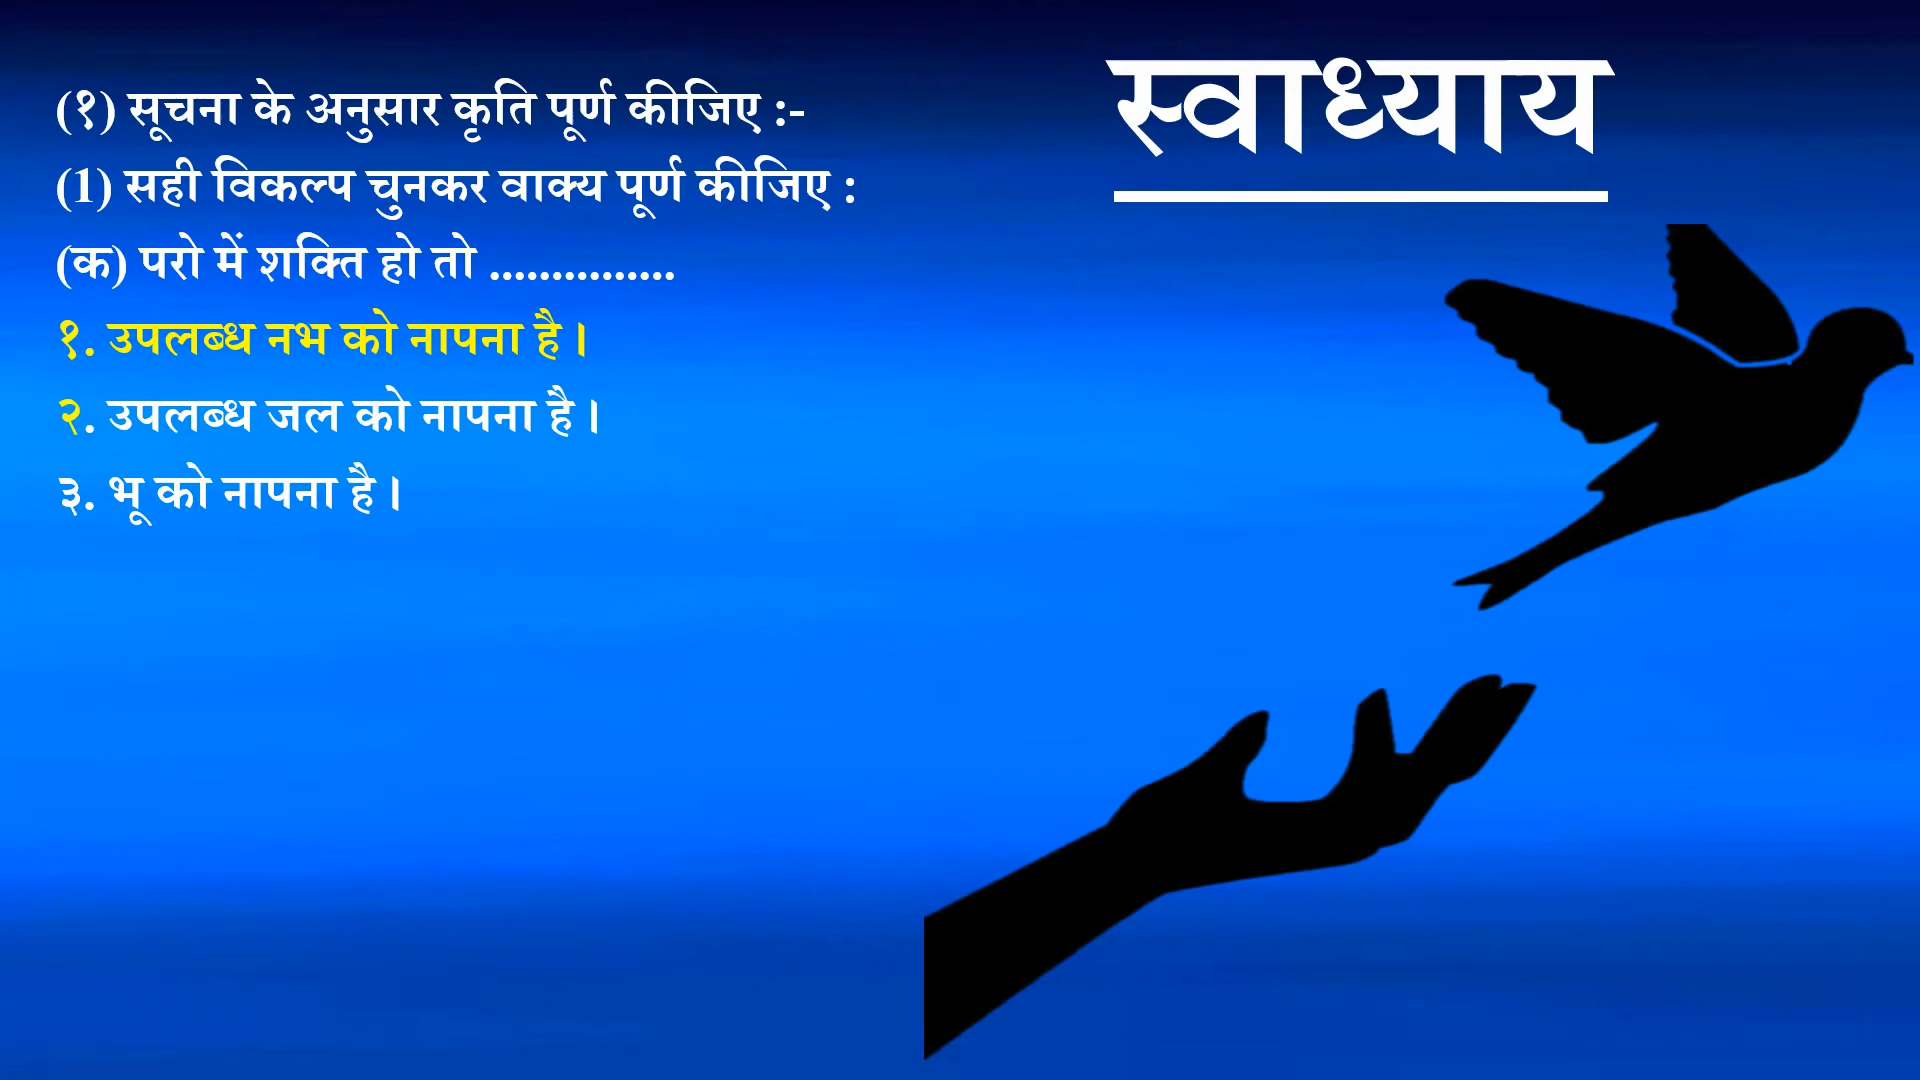 स्वाध्याय
(१) सूचना के अनुसार कृति पूर्ण कीजिए :-
(1) सही विकल्प चुनकर वाक्य पूर्ण कीजिए :
(क) परो में शक्ति हो तो ...............
१. उपलब्ध नभ को नापना है।
२. उपलब्ध जल को नापना है।
३. भू को नापना है।